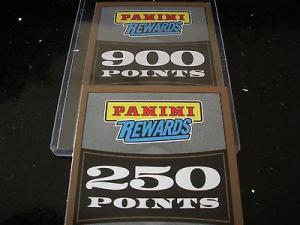 PANINI
REWARDS
900
POINTS
PANINI
REWARDS
250
POINTS